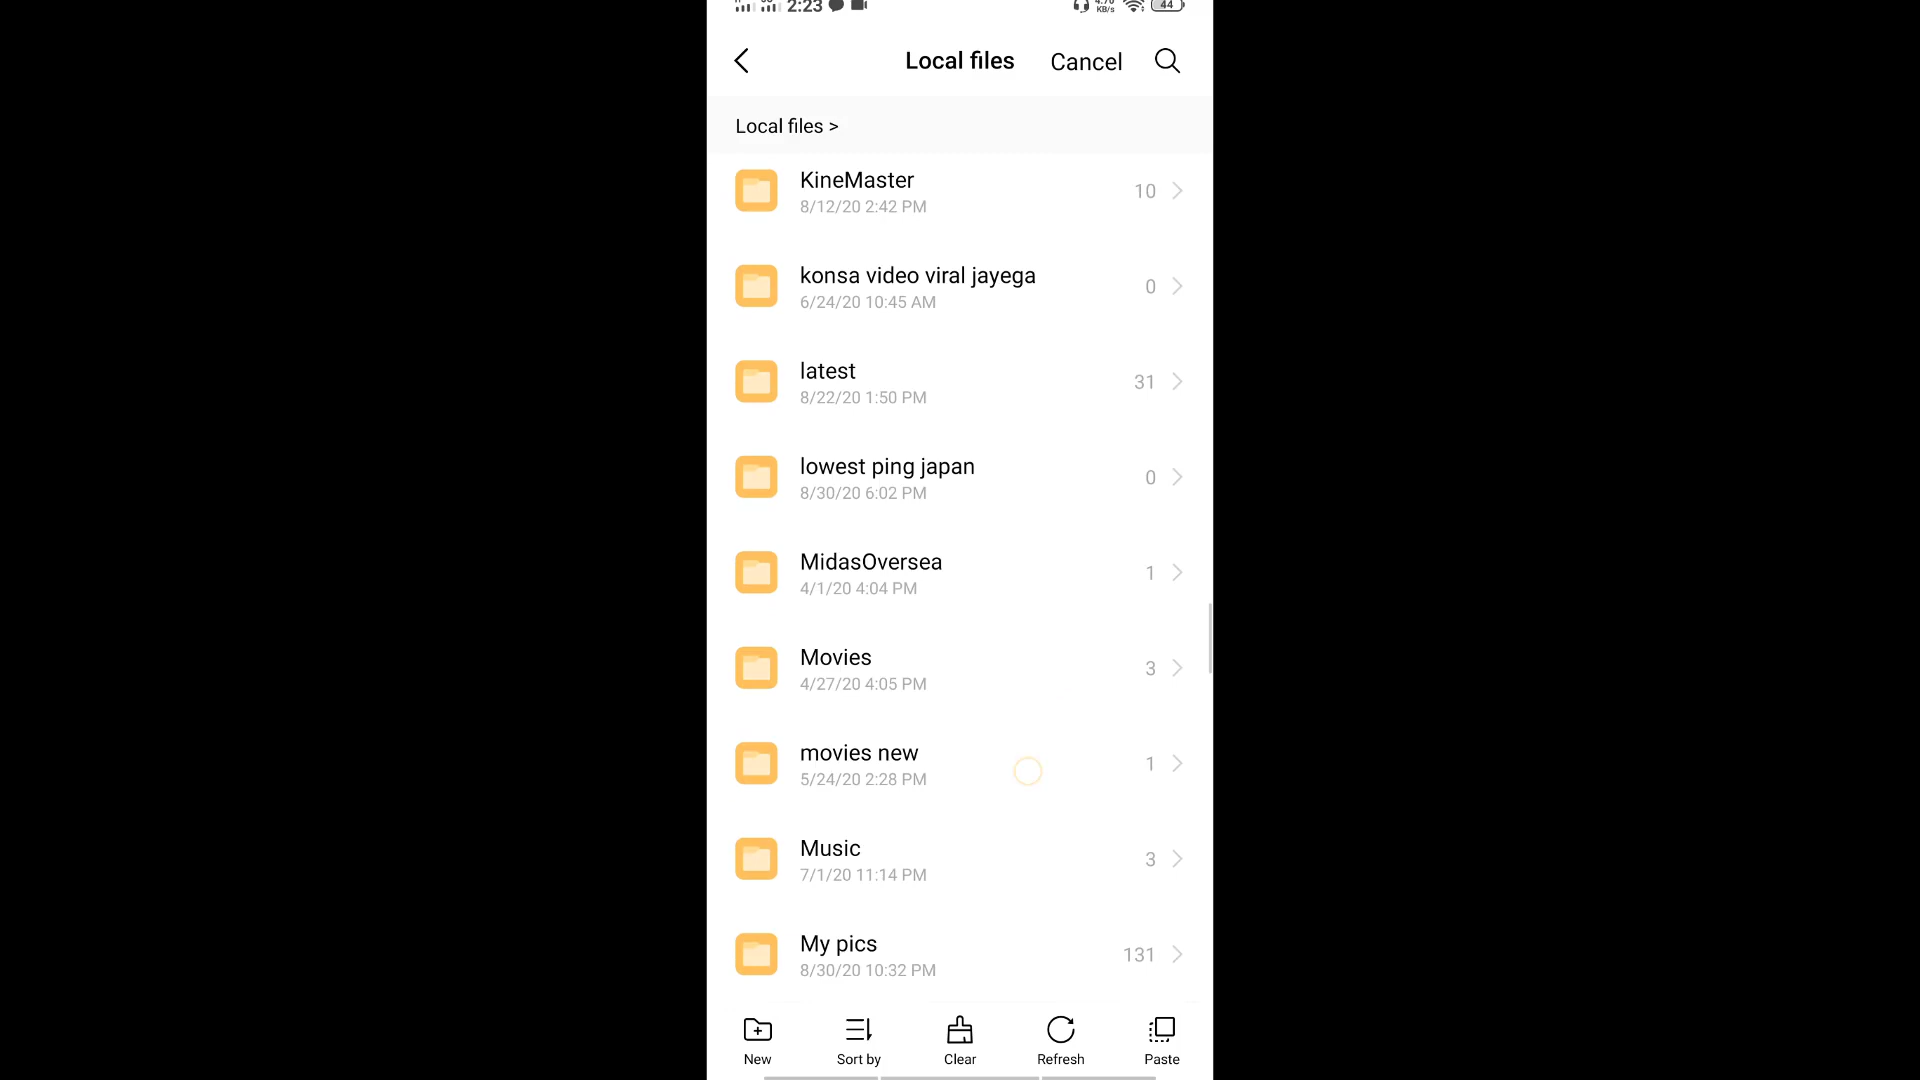 2:23
4.70
KB/s
44
Local files
Cancel
Local files >
KineMaster
8/12/20 2:42 PM
10
konsa video viral jayega
6/24/20 10:45 AM
0
latest
8/22/20 1:50 PM
31
lowest ping japan
8/30/20 6:02 PM
0
MidasOversea
4/1/20 4:04 PM
1
Movies
4/27/20 4:05 PM
3
movies new
5/24/20 2:28 PM
1
Music
7/1/20 11:14 PM
3
My pics
8/30/20 10:32 PM
131
New
Sort by
Clear
Refresh
Paste